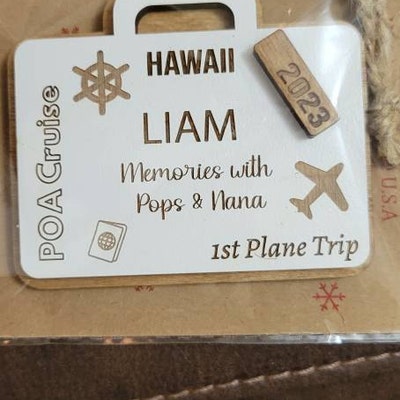 HAWAII
2023
POA Cruise
LIAM
Memories with
Pops & Nana
1st Plane Trip
U.S.A